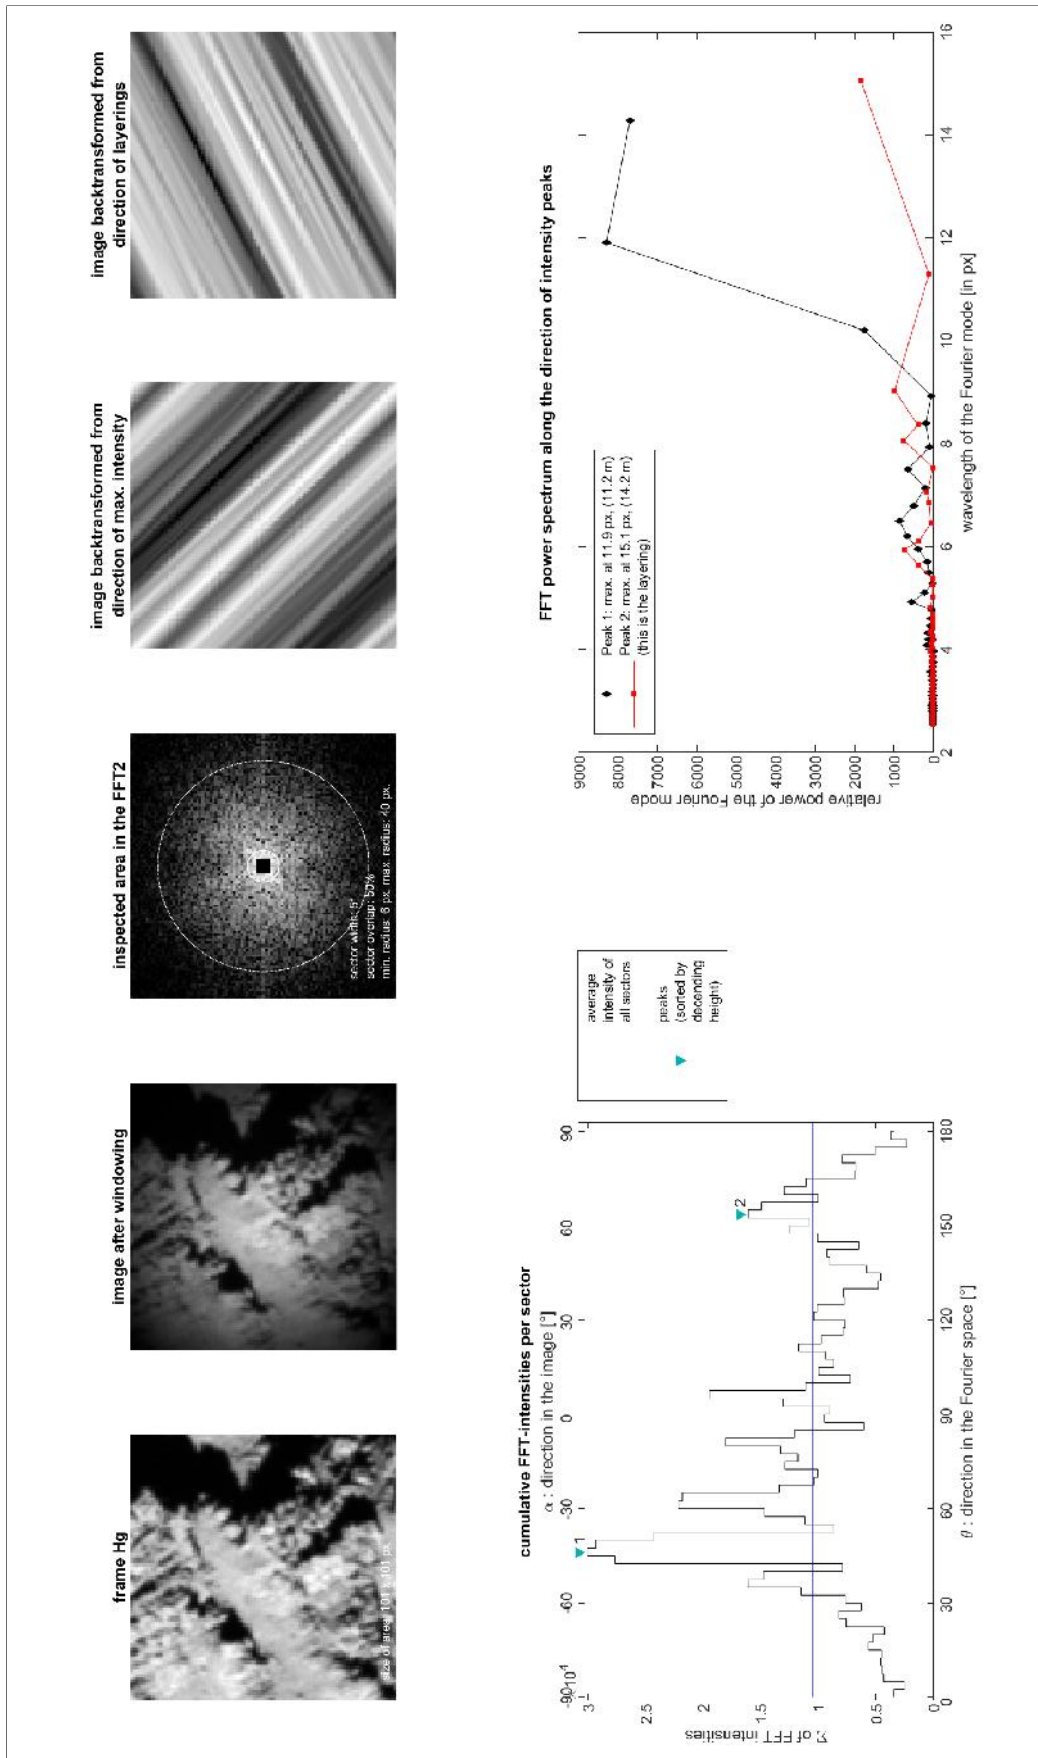 frame Hg
size of area: 101 x 101 px
image after windowing
inspected area in the FFT2
sector width: 5°
sector overlap: 50%
min. radius: 6 px. max. radius: 40 px.
image backtransformed from
direction of max. intensity
image backtransformed from
direction of layerings
cumulative FFT-intensities per sector
α : direction in the image [°]
-90 -60 -30 0 30 60 90
10⁴
3
2.5
2
1.5
1
0.5
0
Σ of FFT intensities
1
2
0 30 60 90 120 150 180
θ : direction in the Fourier space [°]
average
intensity of
all sectors
peaks
(sorted by
decending
height)
FFT power spectrum along the direction of intensity peaks
9000
8000
7000
6000
5000
4000
3000
2000
1000
0
relative power of the Fourier mode
Peak 1: max. at 11.9 px, (11.2 m)
Peak 2: max. at 15.1 px, (14.2 m)
(this is the layering)
2 4 6 8 10 12 14 16
wavelength of the Fourier mode [in px]